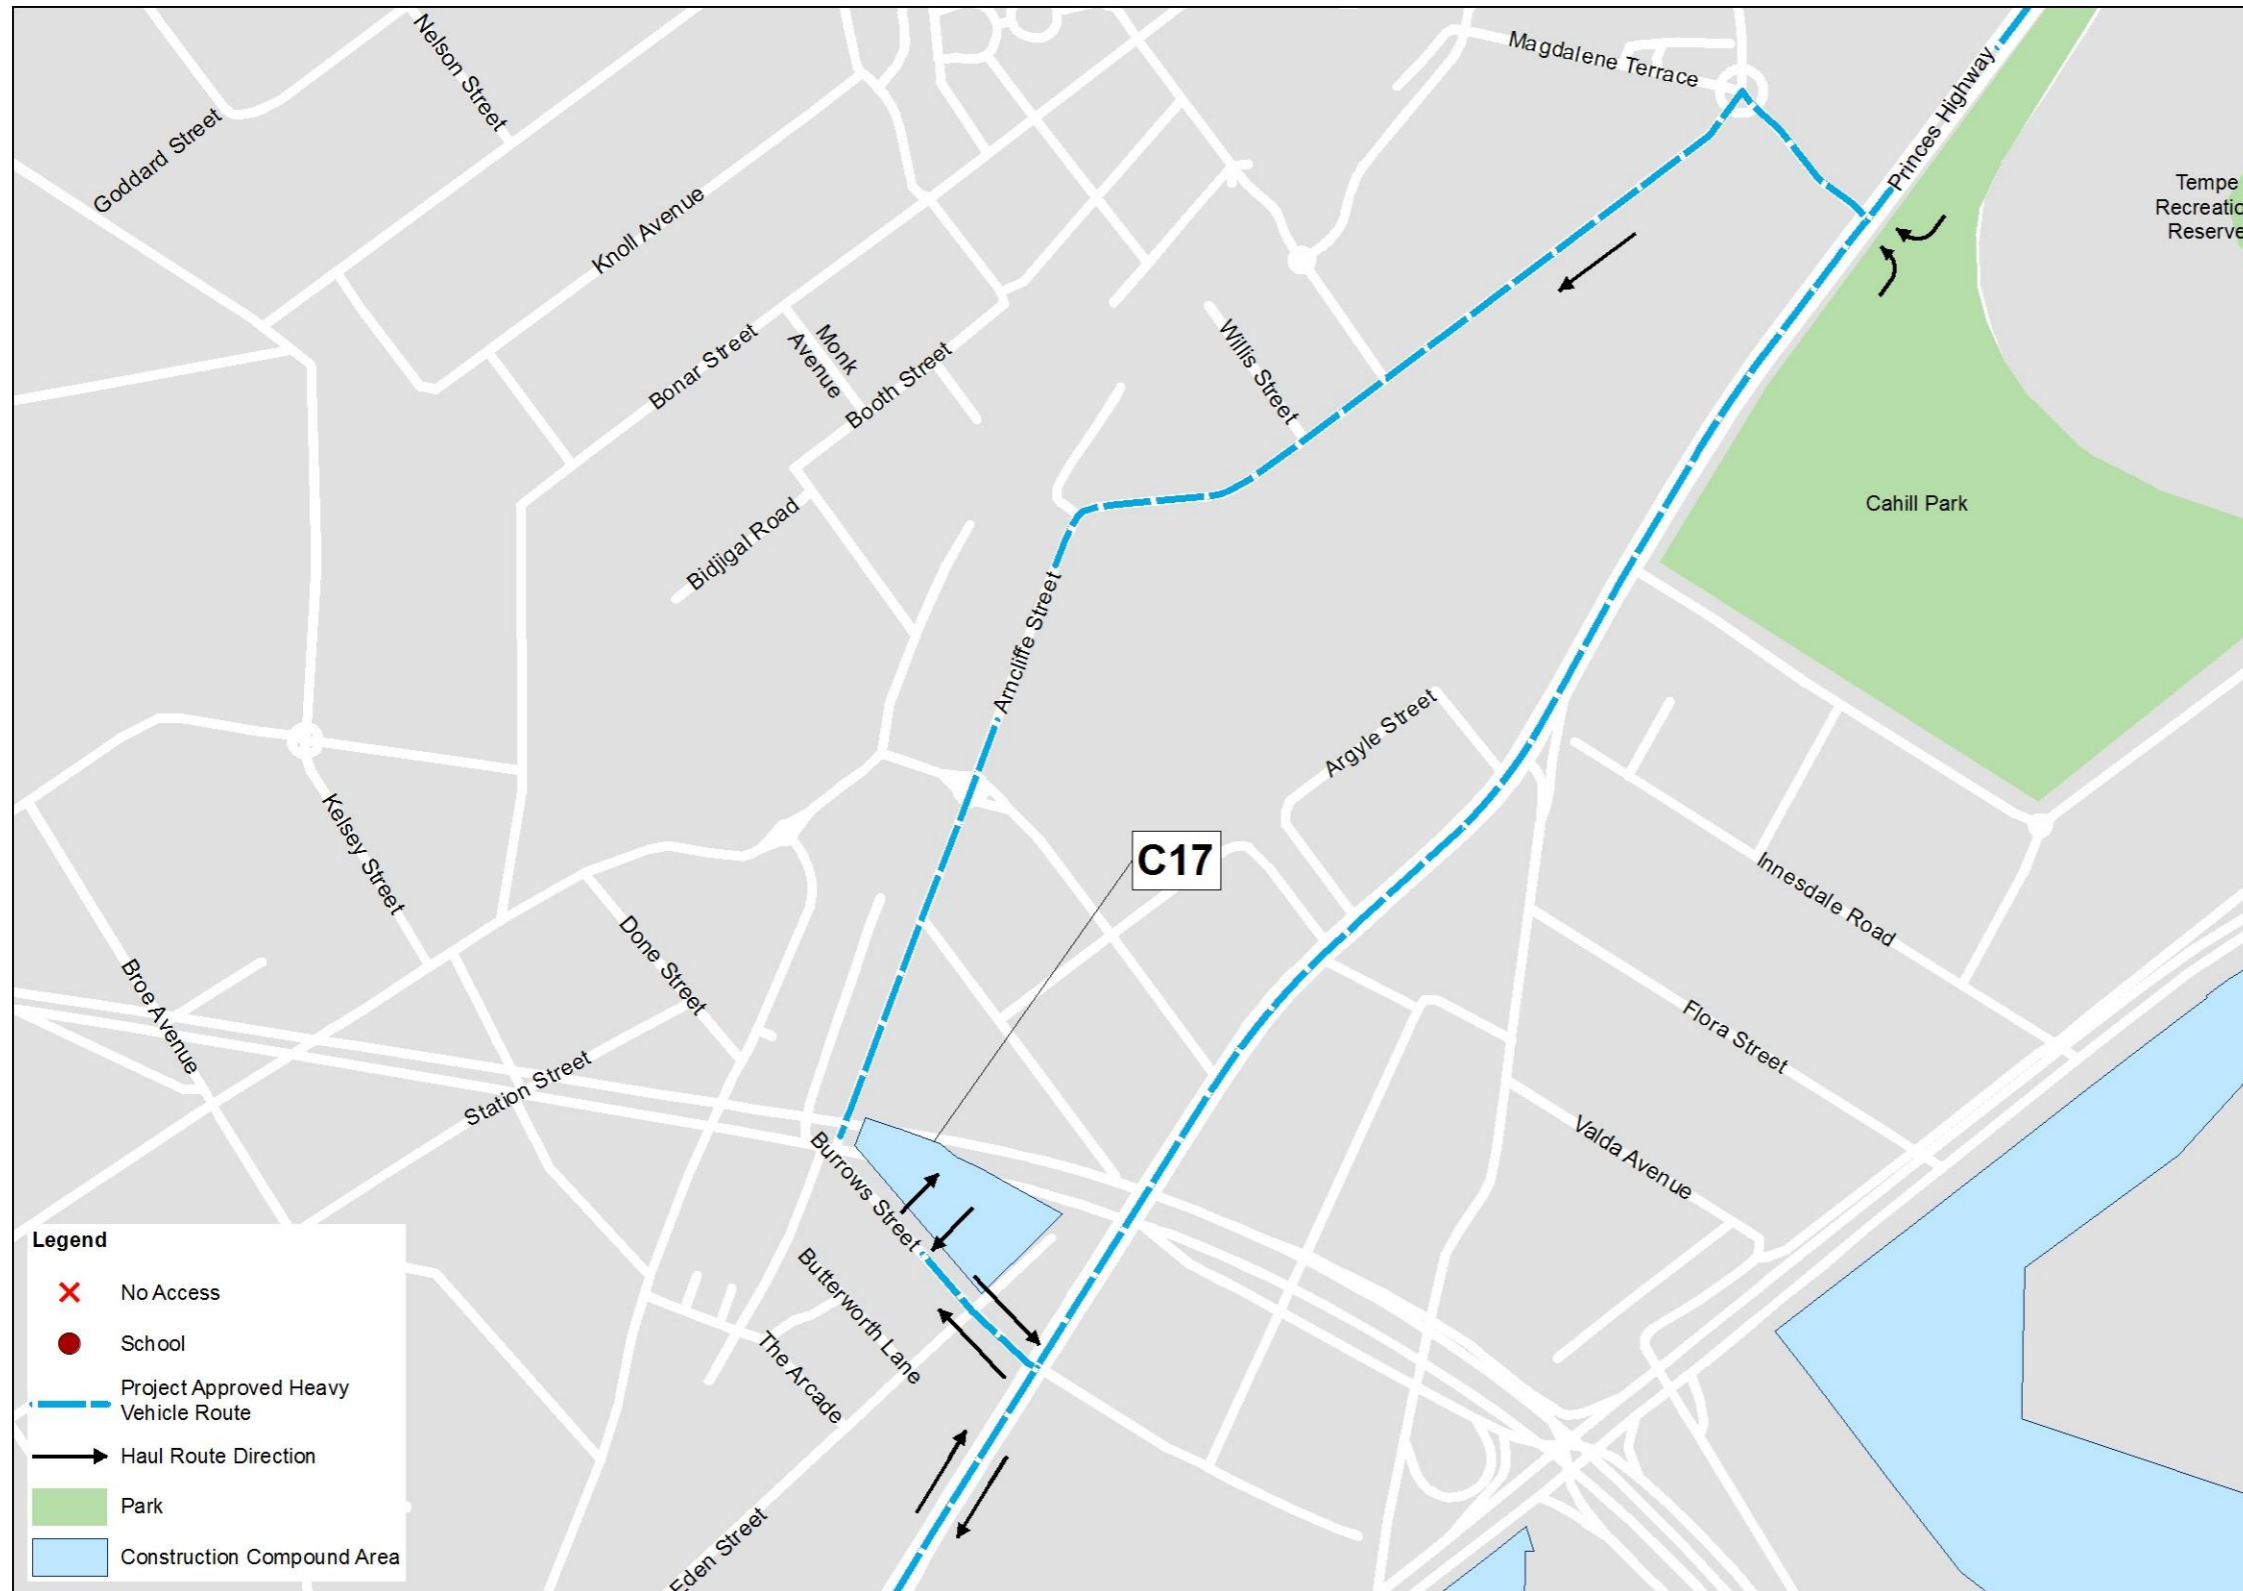 Nelson Street
Magdalene Terrace
Princes Highway
Goddard Street
Tempe
Recreatio
Reserve
Knoll Avenue
Bonar Street
Monk
Avenue
Booth Street
Willis Street
Cahill Park
Bidjigal Road
Arncliffe Street
Argyle Street
Kelsey Street
C17
Innesdale Road
Done Street
Broe Avenue
Flora Street
Station Street
Valda Avenue
Burrows Street
Butterworth Lane
The Arcade
Eden Street
Legend
No Access
School
Project Approved Heavy
Vehicle Route
Haul Route Direction
Park
Construction Compound Area